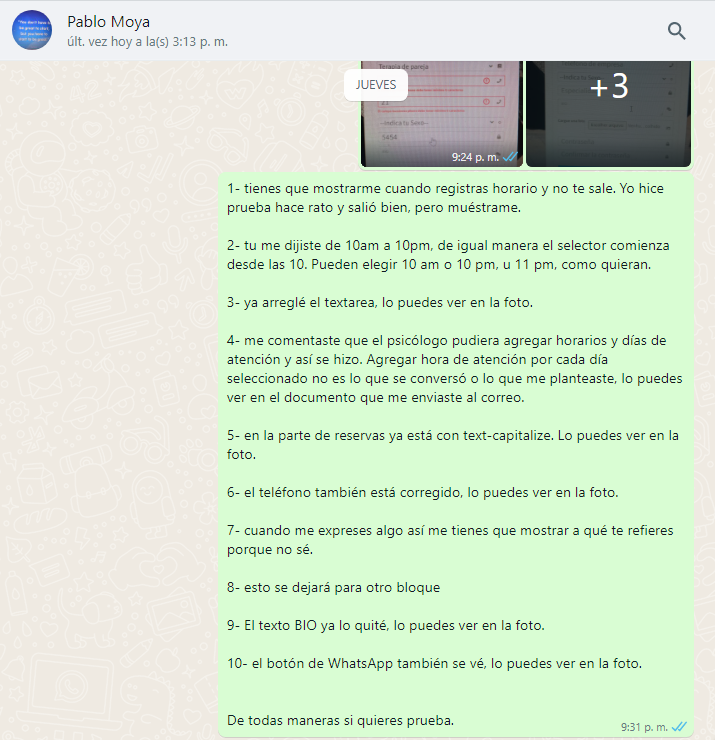 Pablo Moya
últ. vez hoy a la(s) 3:13 p. m.
JUEVES
Terapia de pareja
--Indica tu Sexo--
+3
9:24 p. m.
1- tienes que mostrarme cuando registras horario y no te sale. Yo hice
prueba hace rato y salió bien, pero muéstrame.
2- tu me dijiste de 10am a 10pm, de igual manera el selector comienza
desde las 10. Pueden elegir 10 am o 10 pm, u 11 pm, como quieran.
3- ya arreglé el textarea, lo puedes ver en la foto.
4- me comentaste que el psicólogo pudiera agregar horarios y días de
atención y así se hizo. Agregar hora de atención por cada día
seleccionado no es lo que se conversó o lo que me planteaste, lo puedes
ver en el documento que me enviaste al correo.
5- en la parte de reservas ya está con text-capitalize. Lo puedes ver en la
foto.
6- el teléfono también está corregido, lo puedes ver en la foto.
7- cuando me expreses algo así me tienes que mostrar a qué te refieres
porque no sé.
8- esto se dejará para otro bloque
9- El texto BIO ya lo quité, lo puedes ver en la foto.
10- el botón de WhatsApp también se vé, lo puedes ver en la foto.
De todas maneras si quieres prueba.
9:31 p. m.